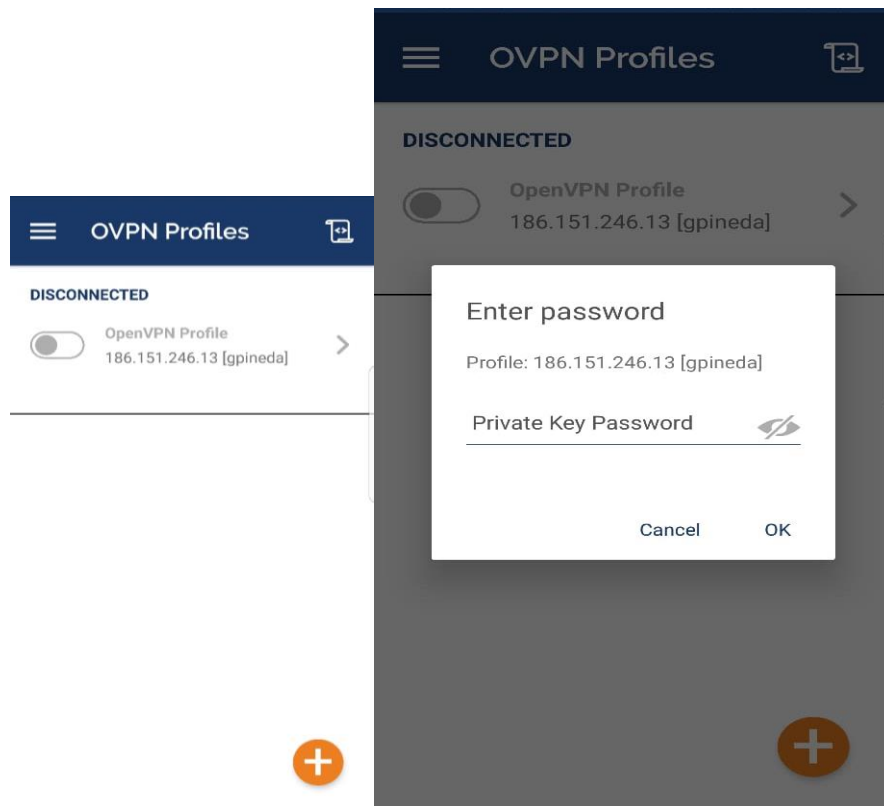 OVPN Profiles
DISCONNECTED
OpenVPN Profile
186.151.246.13 [gpineda]
OVPN Profiles
DISCONNECTED
OpenVPN Profile
186.151.246.13 [gpineda]
Enter password
Profile: 186.151.246.13 [gpineda]
Private Key Password
Cancel OK